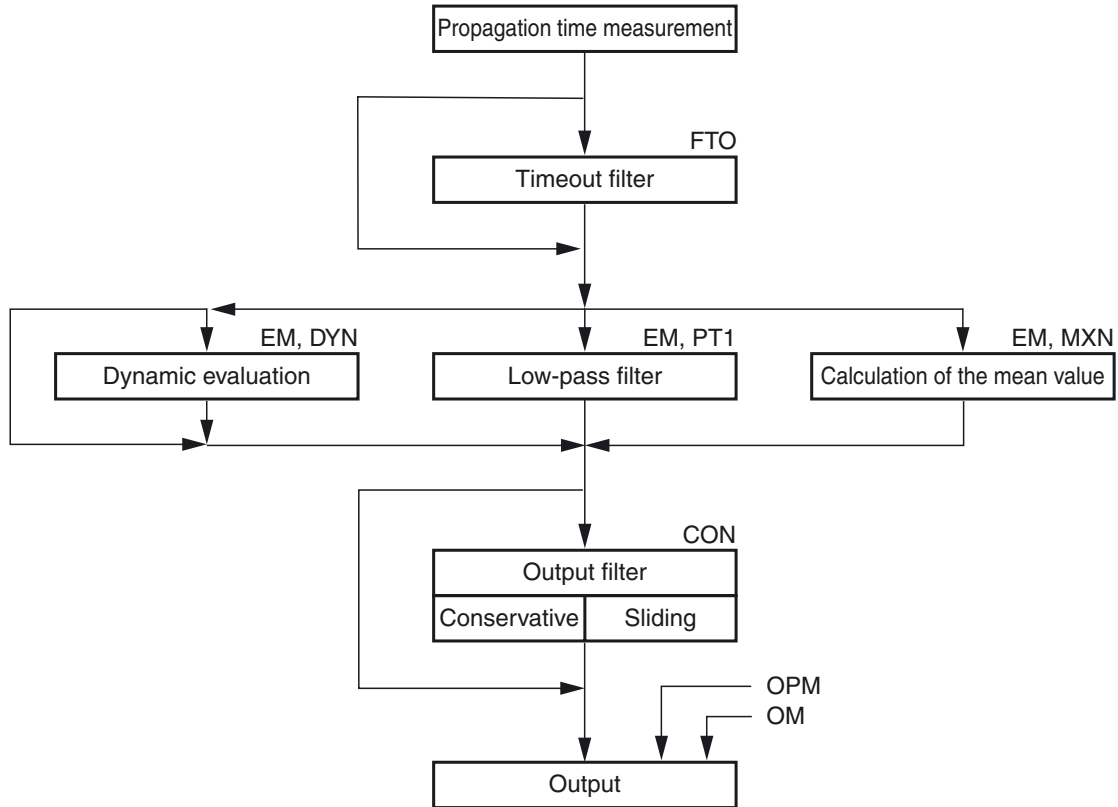 Propagation time measurement
FTO
Timeout filter
EM, DYN
EM, PT1
EM, MXN
Dynamic evaluation
Low-pass filter
Calculation of the mean value
CON
Output filter
Conservative
Sliding
OPM
OM
Output